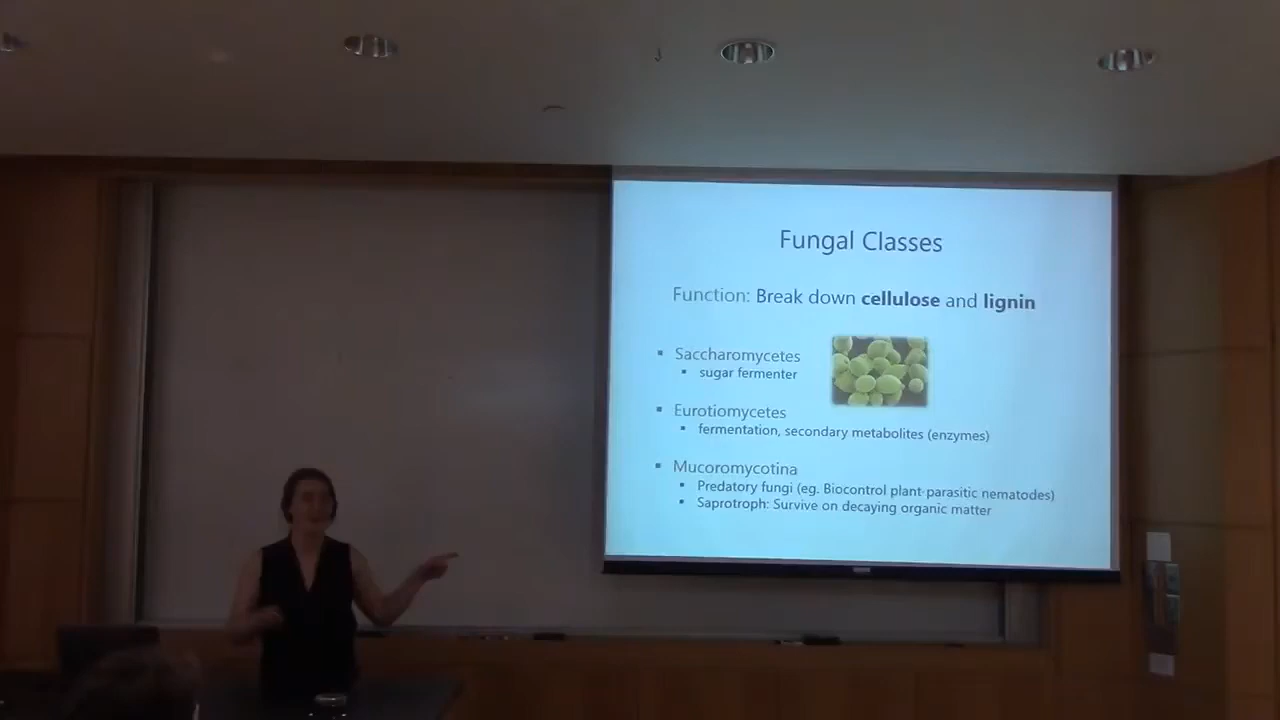 Fungal Classes
Function: Break down cellulose and lignin
▪ Saccharomycetes
▪ sugar fermenter
▪ Eurotiomycetes
▪ fermentation, secondary metabolites (enzymes)
▪ Mucoromycotina
▪ Predatory fungi (eg. Biocontrol plant-parasitic nematodes)
▪ Saprotroph: Survive on decaying organic matter